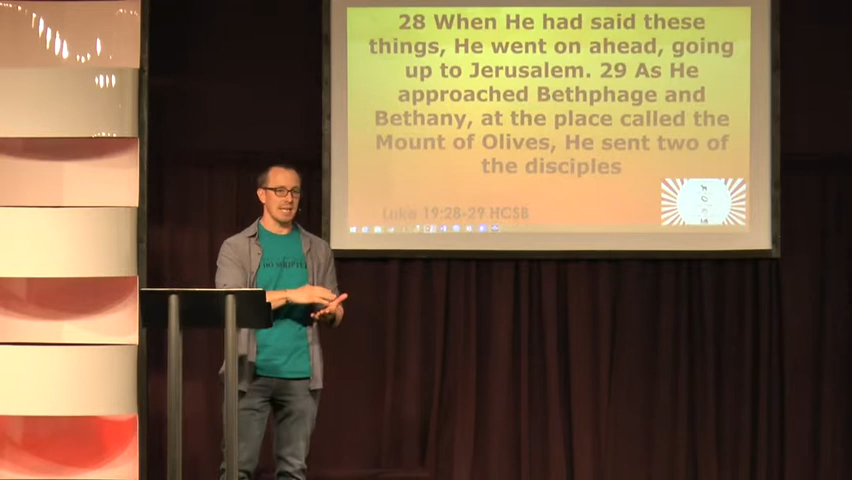 28 When He had said these
things, He went on ahead, going
up to Jerusalem. 29 As He
approached Bethphage and
Bethany, at the place called the
Mount of Olives, He sent two of
the disciples
Luke 19:28-29 HCSB